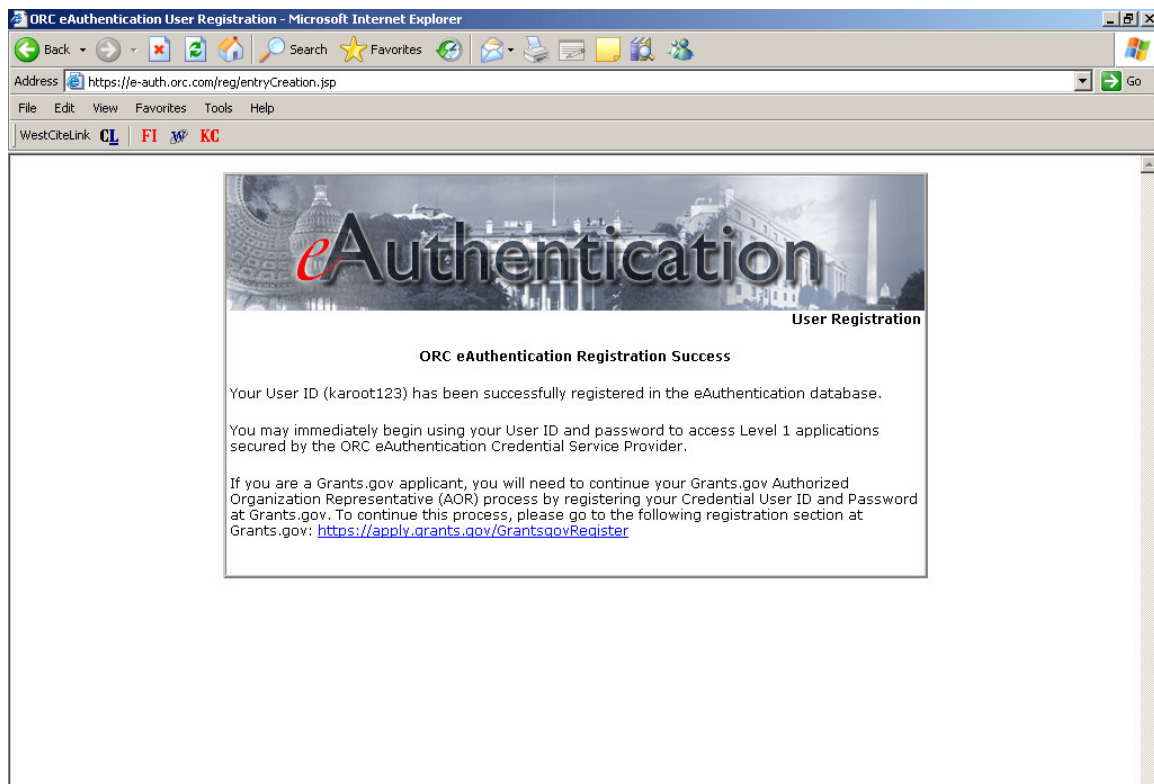 ORC eAuthentication User Registration - Microsoft Internet Explorer
Back Search Favorites
Address https://e-auth.orc.com/reg/entryCreation.jsp Go
File Edit View Favorites Tools Help
WestCiteLink CL FI KC
eAuthentication
User Registration
ORC eAuthentication Registration Success
Your User ID (karoot123) has been successfully registered in the eAuthentication database.
You may immediately begin using your User ID and password to access Level 1 applications
secured by the ORC eAuthentication Credential Service Provider.
If you are a Grants.gov applicant, you will need to continue your Grants.gov Authorized
Organization Representative (AOR) process by registering your Credential User ID and Password
at Grants.gov. To continue this process, please go to the following registration section at
Grants.gov: https://apply.grants.gov/GrantsgovRegister